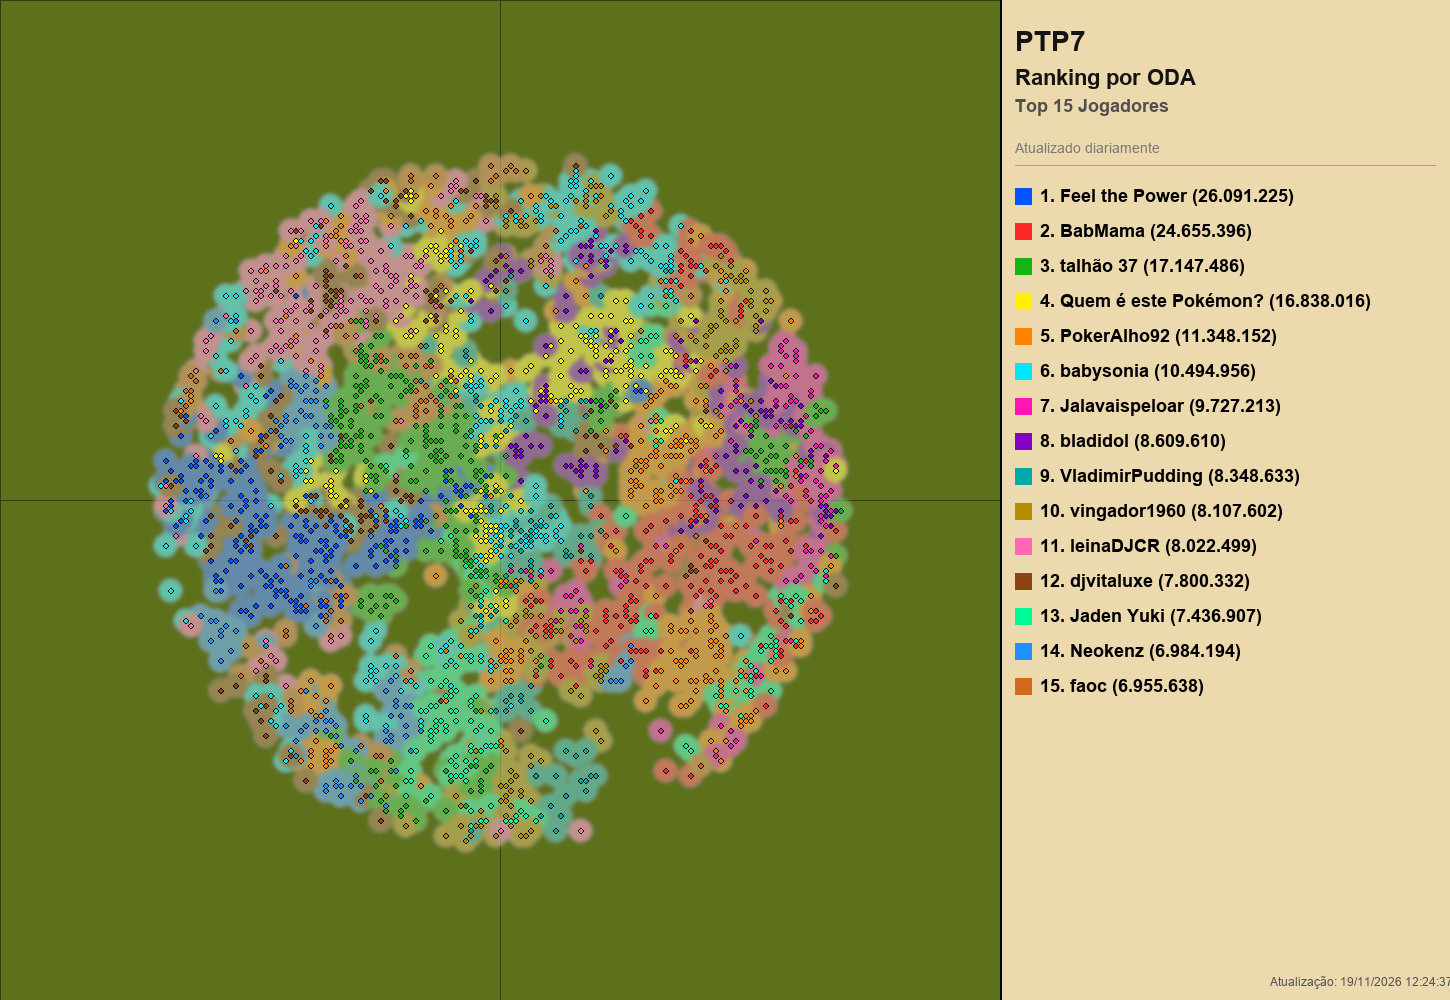 PTP7
Ranking por ODA
Top 15 Jogadores
Atualizado diariamente
1. Feel the Power (26.091.225)
2. BabMama (24.655.396)
3. talhão 37 (17.147.486)
4. Quem é este Pokémon? (16.838.016)
5. PokerAlho92 (11.348.152)
6. babysonia (10.494.956)
7. Jalavaispeloar (9.727.213)
8. bladidol (8.609.610)
9. VladimirPudding (8.348.633)
10. vingador1960 (8.107.602)
11. leinaDJCR (8.022.499)
12. djvitaluxe (7.800.332)
13. Jaden Yuki (7.436.907)
14. Neokenz (6.984.194)
15. faoc (6.955.638)
Atualização: 19/11/2026 12:24:37